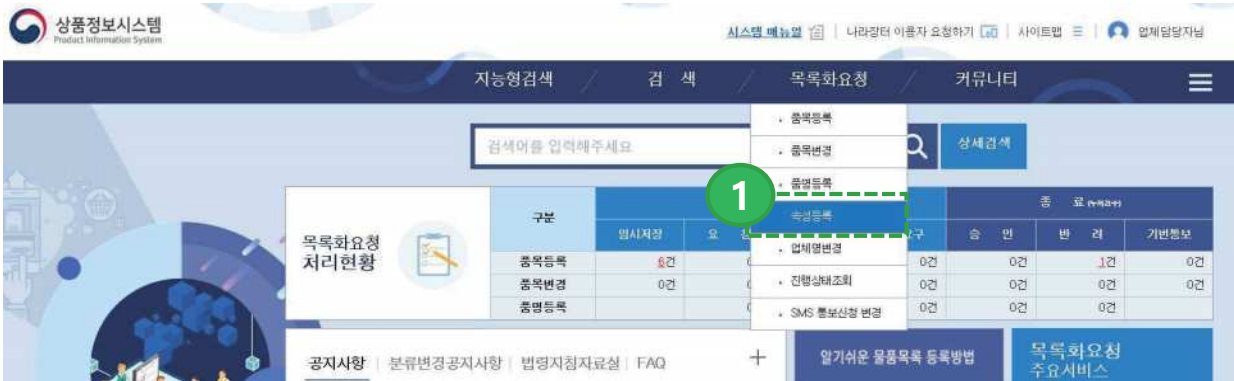 상품정보시스템
Product Information System
시스템 매뉴얼 | 나라장터 이용자 요청하기 | 사이트맵 | 업체담당자님
지능형검색 / 검 색 / 목록화요청 / 커뮤니티
검색어를 입력해주세요
상세검색
· 품목등록
· 품목변경
· 품명등록
1
속성등록
· 업체명변경
· 진행상태조회
· SMS 통보신청 변경
목록화요청
처리현황
구분 종 료
임시저장 요 승 인 반 려 기번통보
품목등록 6건 0건 0건 1건 0건
품목변경 0건 0건 0건 0건 0건
품명등록 0건 0건 0건
공지사항 | 분류변경공지사항 | 법령지침자료실 | FAQ +
알기쉬운 물품목록 등록방법
목록화요청
주요서비스